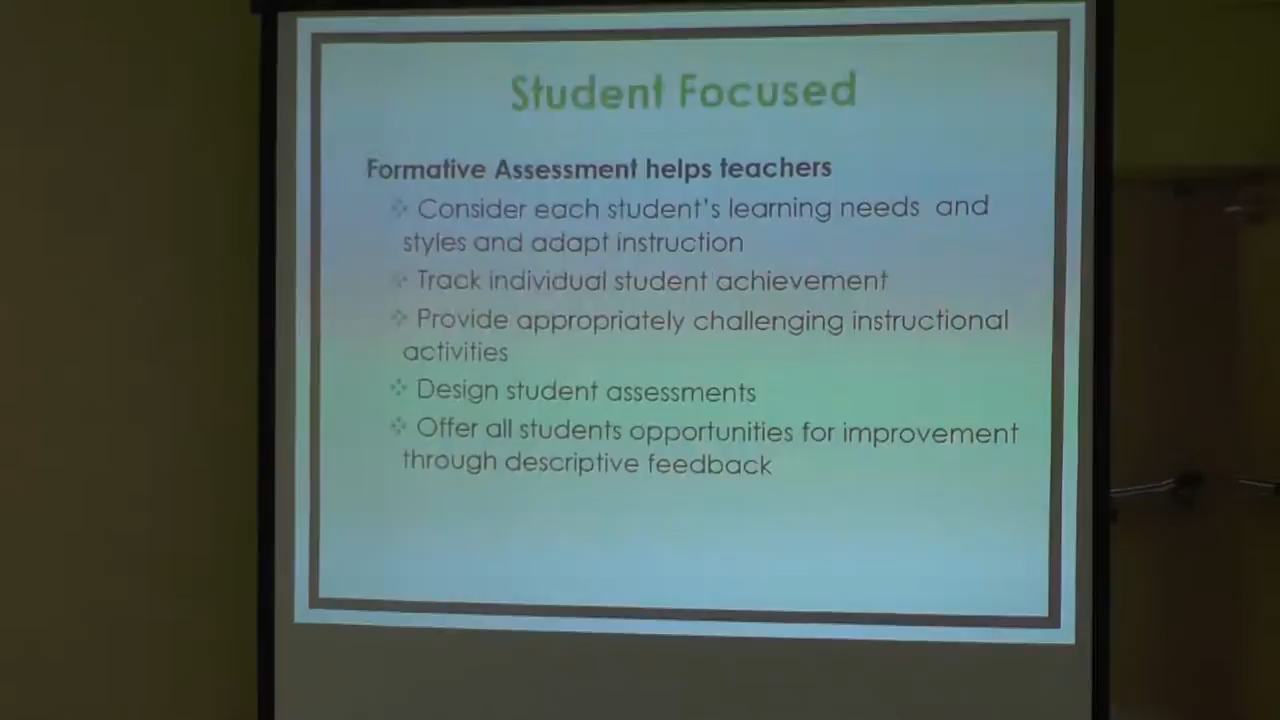 Student Focused
Formative Assessment helps teachers
Consider each student's learning needs and
styles and adapt instruction
Track individual student achievement
Provide appropriately challenging instructional
activities
Design student assessments
Offer all students opportunities for improvement
through descriptive feedback